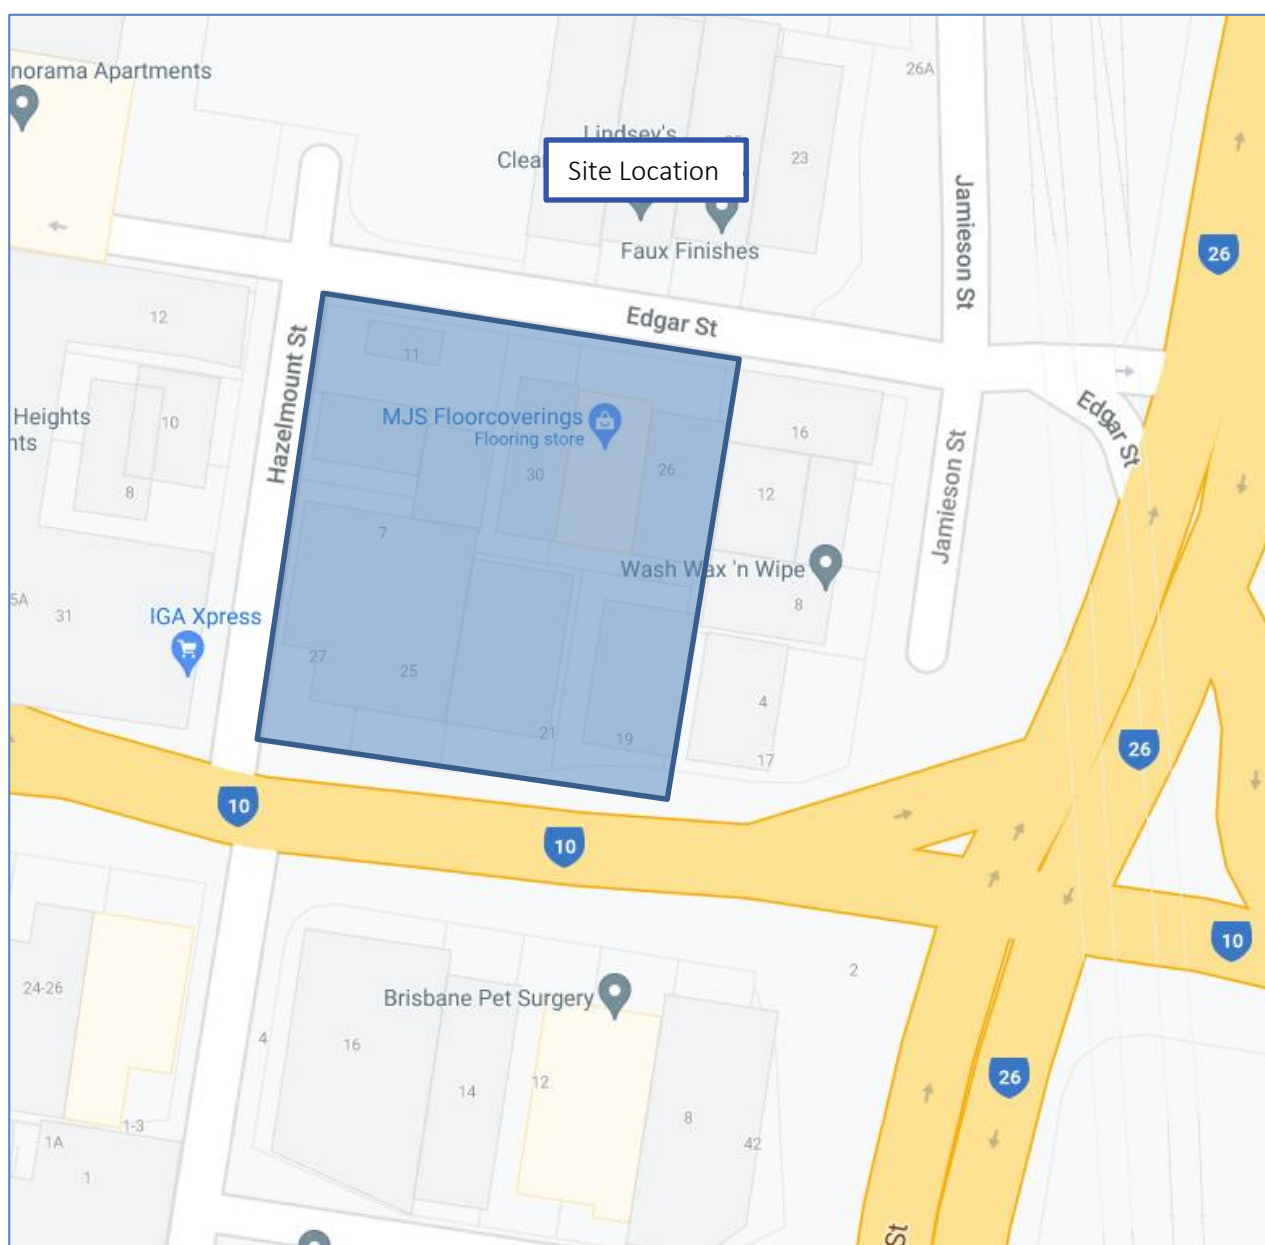 norama Apartments
26A
Lindsey's
Clea
Site Location
23
Faux Finishes
Jamieson St
26
12
Hazelmount St
Edgar St
11
Heights
nts
10
8
MJS Floorcoverings
Flooring store
30
26
16
12
Jamieson St
Edgar St
7
Wash Wax 'n Wipe
8
5A
31
IGA Xpress
27
25
21
19
4
17
26
10
10
10
24-26
Brisbane Pet Surgery
2
4
16
14
12
8
42
26
1-3
1A
1
St